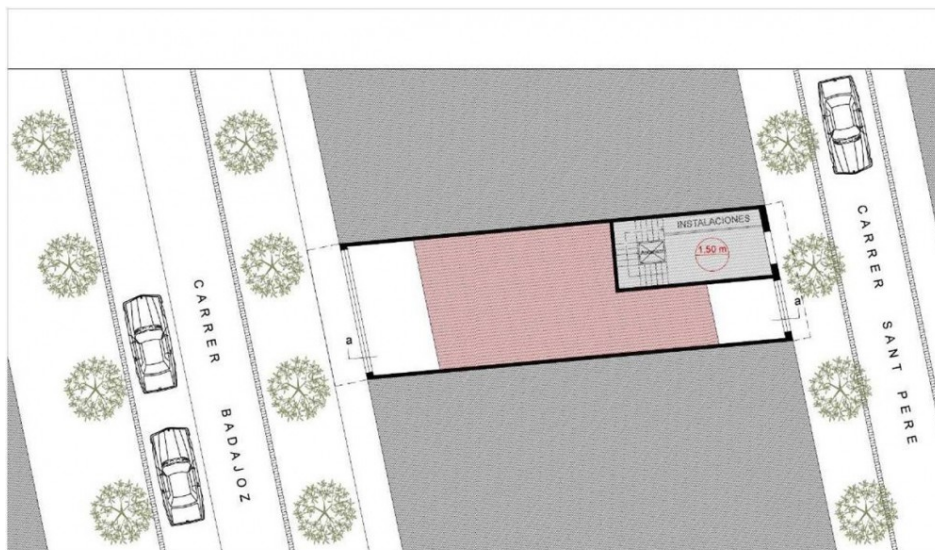 INSTALACIONES
1.50 m
CARRER BADAJOZ
CARRER SANT PERE
a
a'